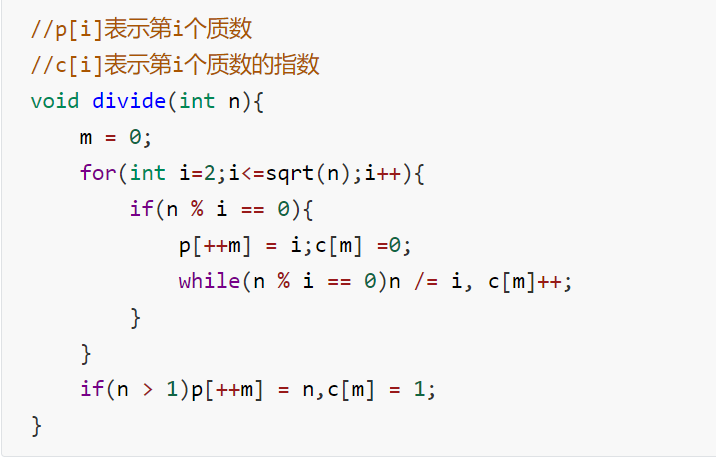 //p[i]表示第i个质数
//c[i]表示第i个质数的指数
void divide(int n){
    m = 0;
    for(int i=2;i<=sqrt(n);i++){
        if(n % i == 0){
            p[++m] = i;c[m] =0;
            while(n % i == 0)n /= i, c[m]++;
        }
    }
    if(n > 1)p[++m] = n,c[m] = 1;
}